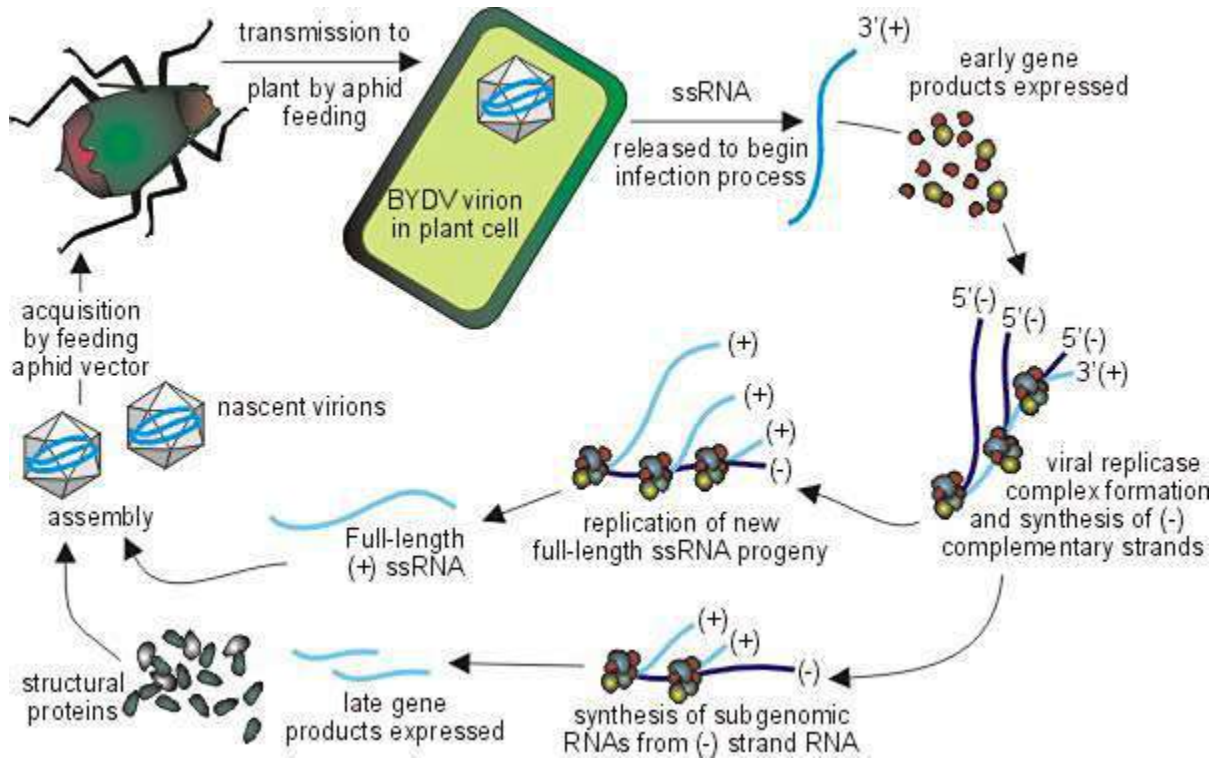 transmission to
plant by aphid
feeding
BYDV virion
in plant cell
ssRNA
released to begin
infection process
3'(+)
early gene
products expressed
5'(-)
5'(-)
5'(-)
3'(+)
viral replicase
complex formation
and synthesis of (-)
complementary strands
(+)
(+)
(+)
(-)
replication of new
full-length ssRNA progeny
Full-length
(+) ssRNA
(+)
(+)
(-)
synthesis of subgenomic
RNAs from (-) strand RNA
late gene
products expressed
structural
proteins
assembly
nascent virions
acquisition
by feeding
aphid vector